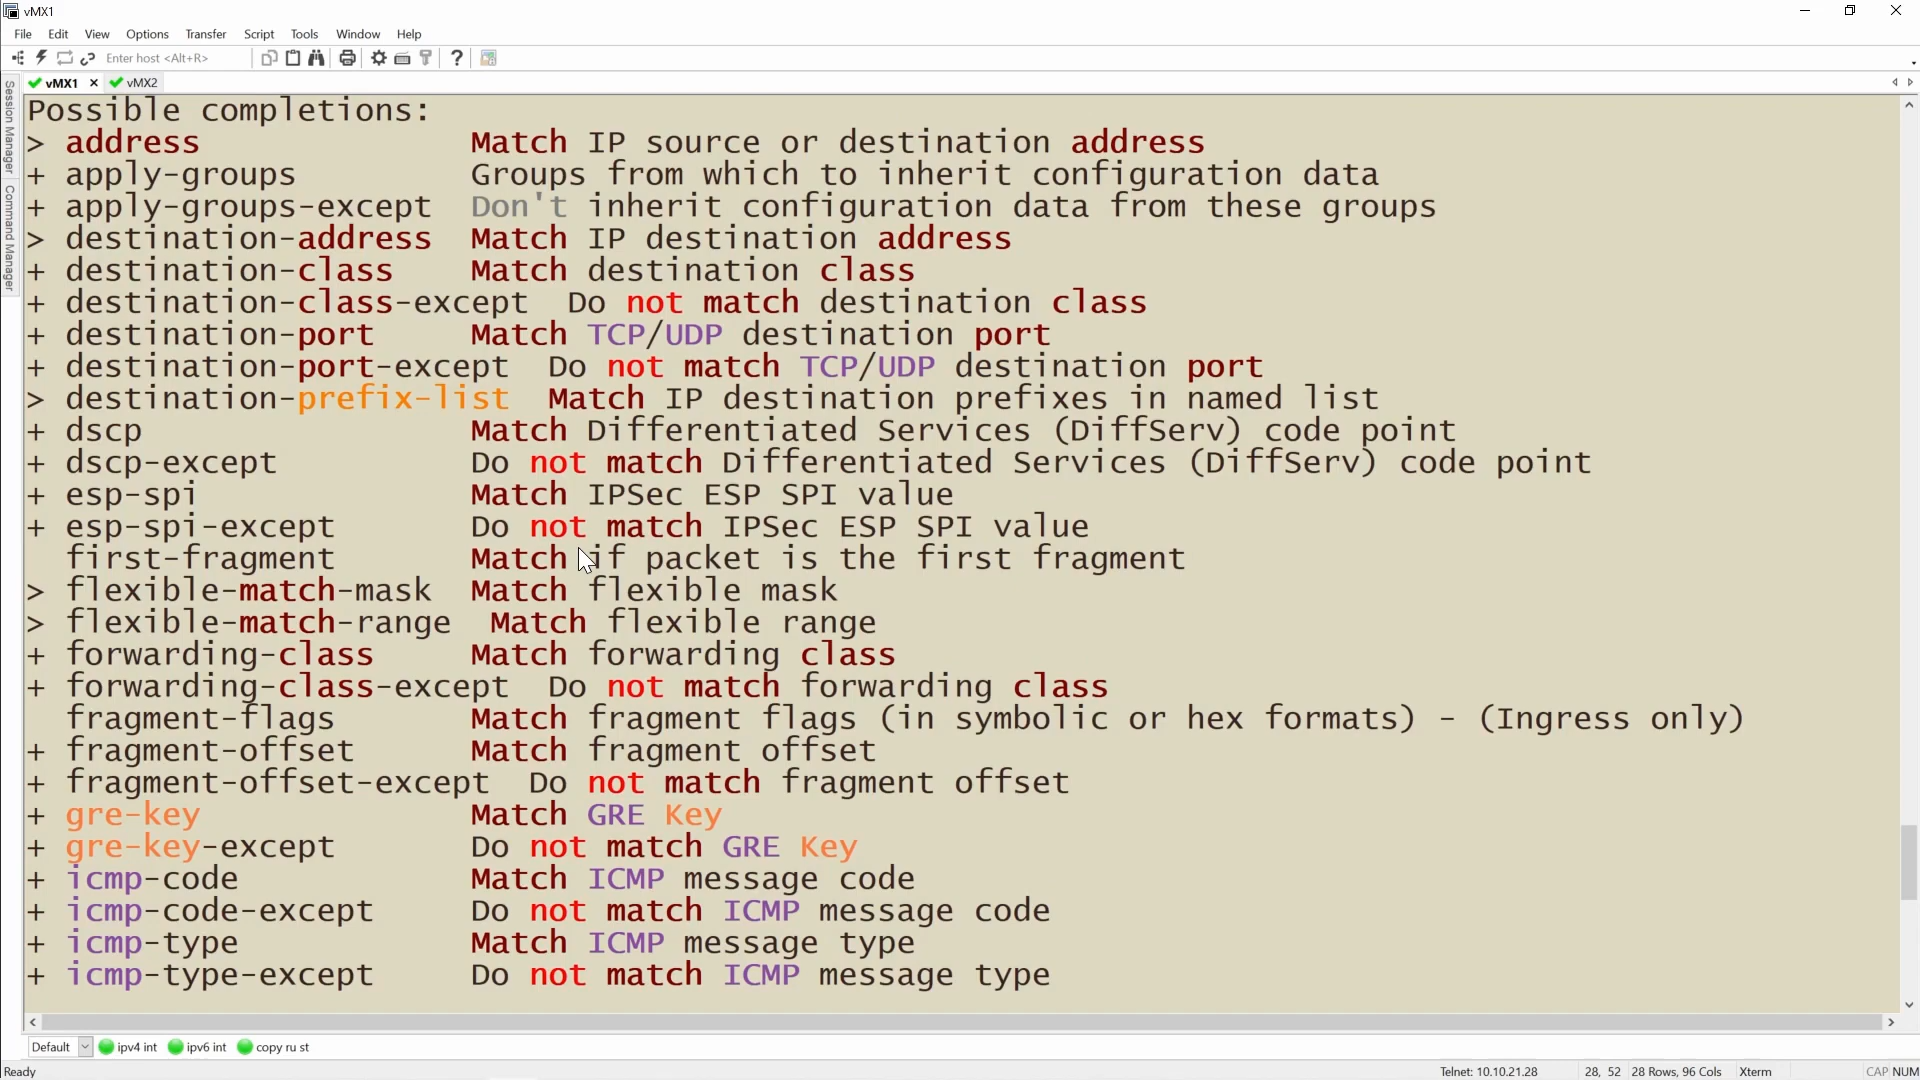 vMX1
File Edit View Options Transfer Script Tools Window Help
Enter host <Alt+R>
vMX1 vMX2
Session Manager
Command Manager
Possible completions:
> address Match IP source or destination address
+ apply-groups Groups from which to inherit configuration data
+ apply-groups-except Don't inherit configuration data from these groups
> destination-address Match IP destination address
+ destination-class Match destination class
+ destination-class-except Do not match destination class
+ destination-port Match TCP/UDP destination port
+ destination-port-except Do not match TCP/UDP destination port
> destination-prefix-list Match IP destination prefixes in named list
+ dscp Match Differentiated Services (DiffServ) code point
+ dscp-except Do not match Differentiated Services (DiffServ) code point
+ esp-spi Match IPSec ESP SPI value
+ esp-spi-except Do not match IPSec ESP SPI value
first-fragment Match if packet is the first fragment
> flexible-match-mask Match flexible mask
> flexible-match-range Match flexible range
+ forwarding-class Match forwarding class
+ forwarding-class-except Do not match forwarding class
fragment-flags Match fragment flags (in symbolic or hex formats) - (Ingress only)
+ fragment-offset Match fragment offset
+ fragment-offset-except Do not match fragment offset
+ gre-key Match GRE Key
+ gre-key-except Do not match GRE Key
+ icmp-code Match ICMP message code
+ icmp-code-except Do not match ICMP message code
+ icmp-type Match ICMP message type
+ icmp-type-except Do not match ICMP message type
Default ipv4 int ipv6 int copy ru st
Ready Telnet: 10.10.21.28 28, 52 28 Rows, 96 Cols Xterm CAP NUM